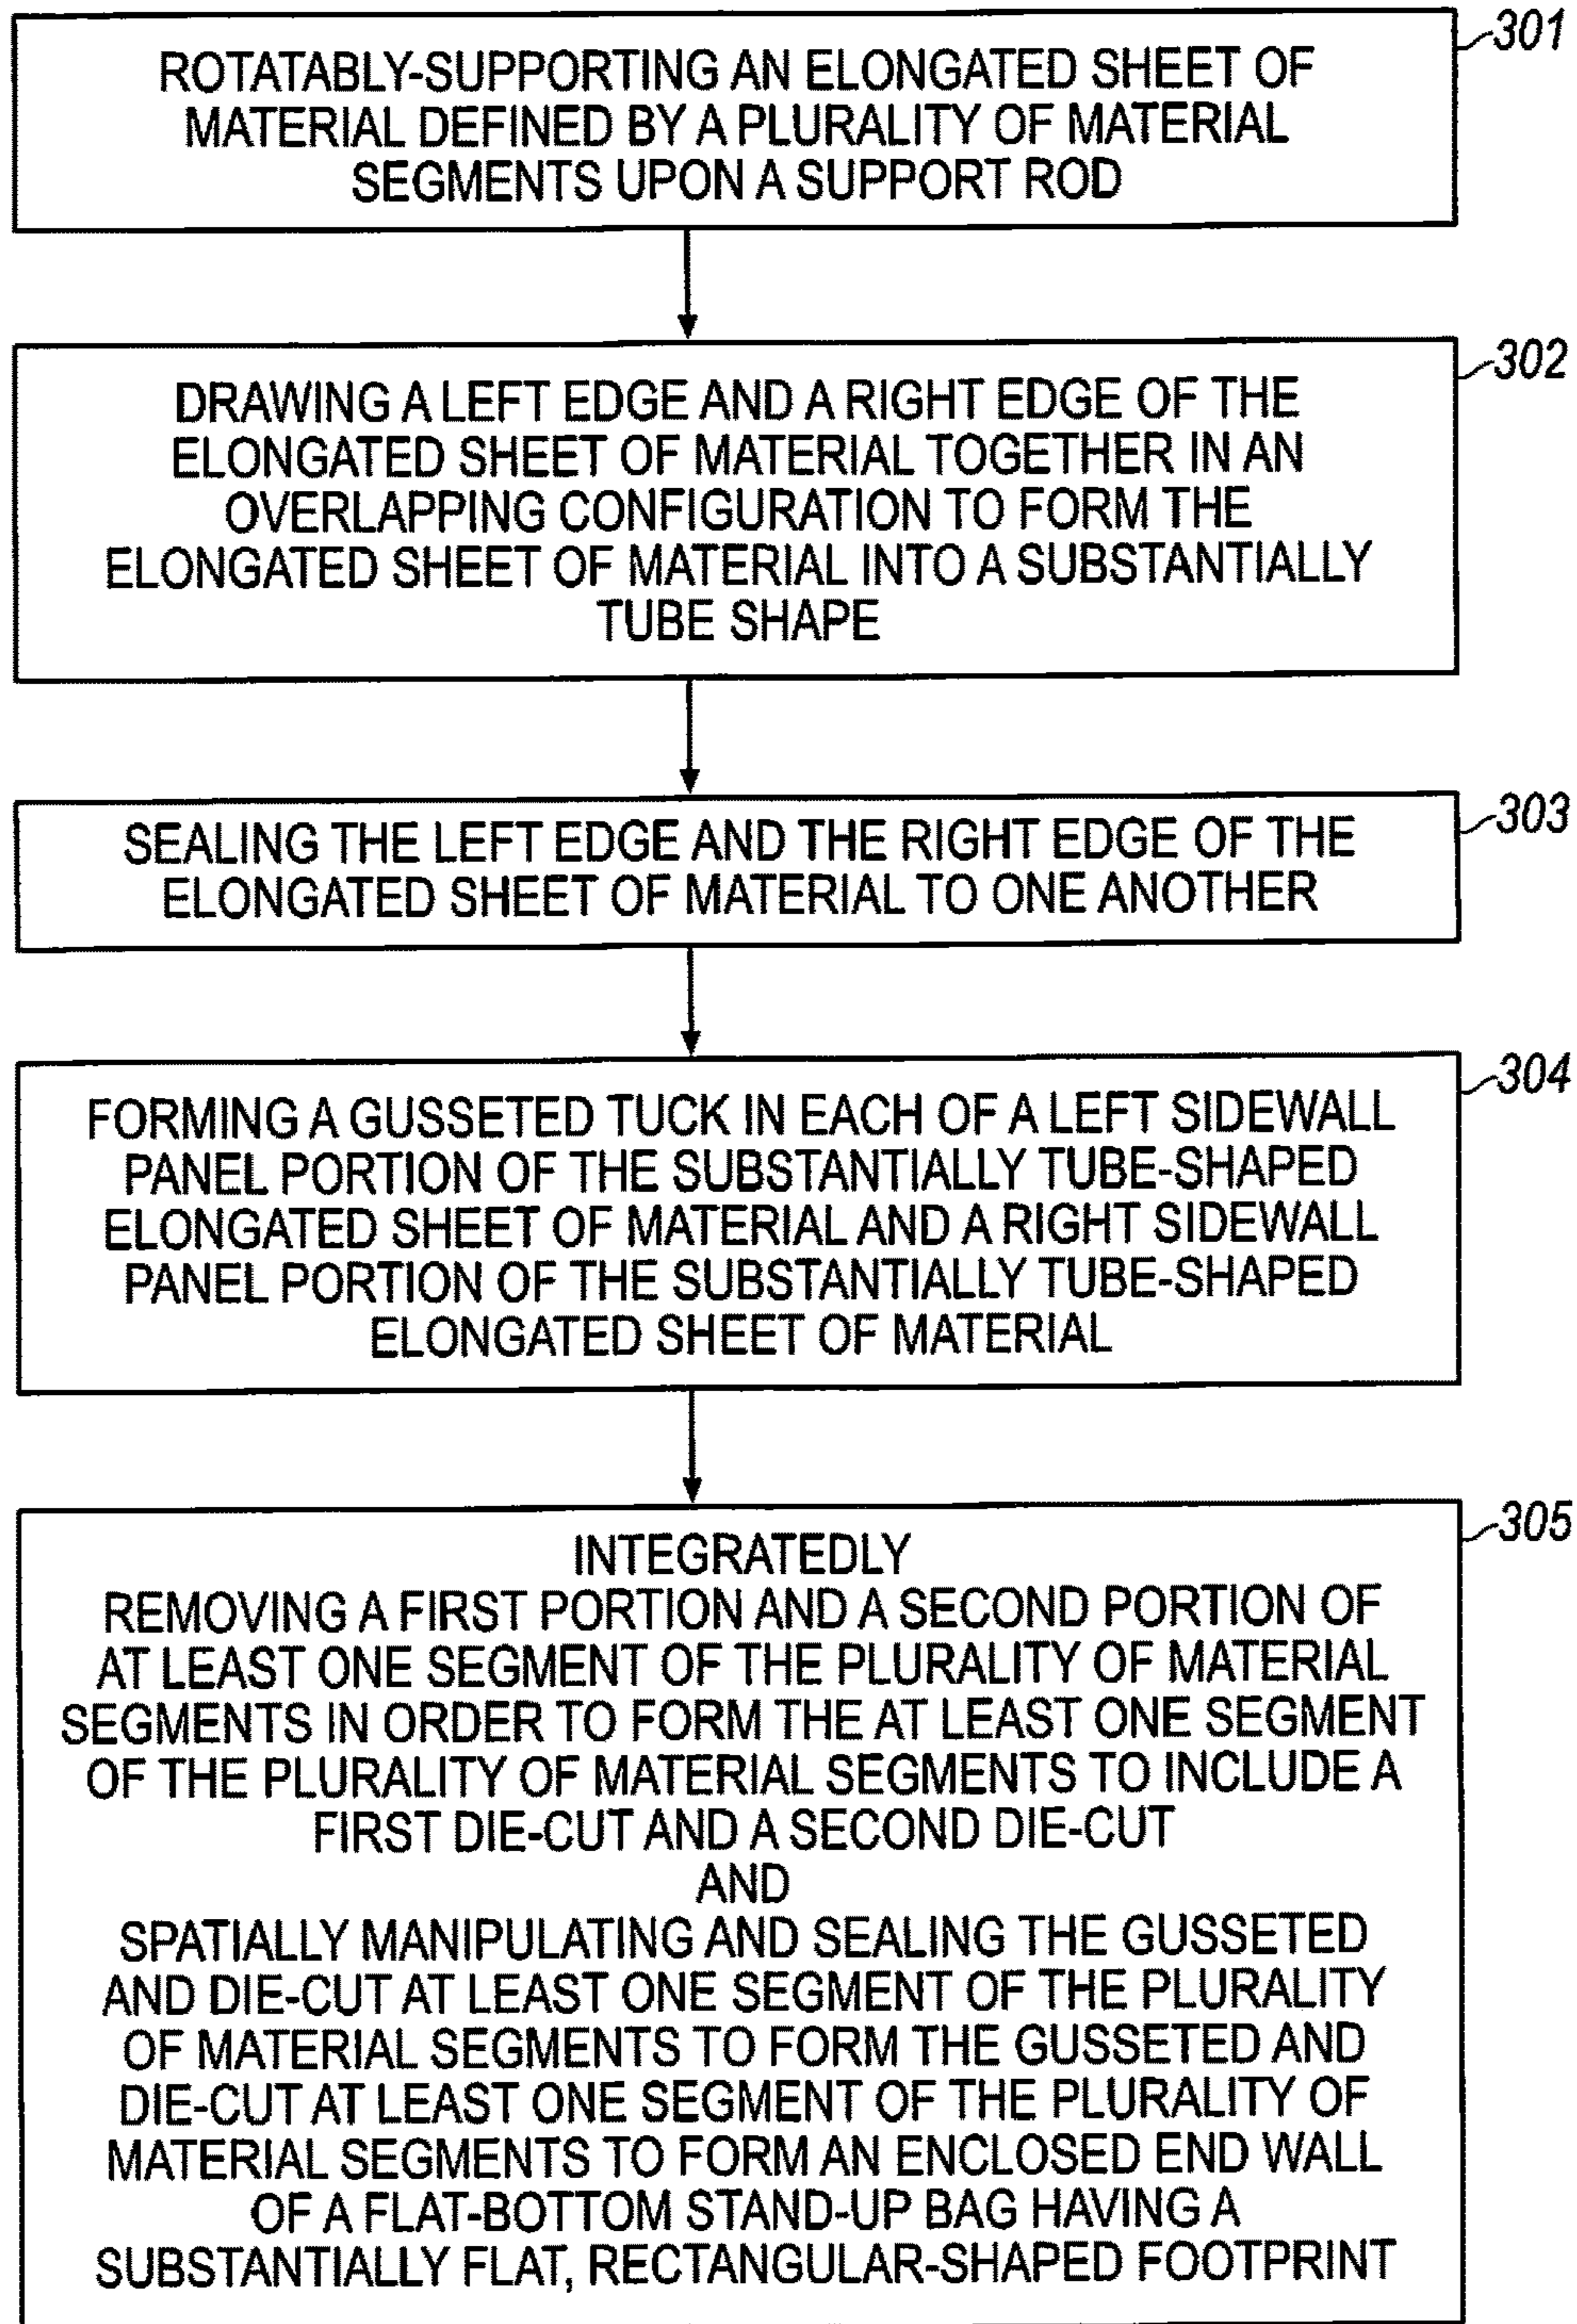 301
ROTATABLY-SUPPORTING AN ELONGATED SHEET OF
MATERIAL DEFINED BY A PLURALITY OF MATERIAL
SEGMENTS UPON A SUPPORT ROD
302
DRAWING A LEFT EDGE AND A RIGHT EDGE OF THE
ELONGATED SHEET OF MATERIAL TOGETHER IN AN
OVERLAPPING CONFIGURATION TO FORM THE
ELONGATED SHEET OF MATERIAL INTO A SUBSTANTIALLY
TUBE SHAPE
303
SEALING THE LEFT EDGE AND THE RIGHT EDGE OF THE
ELONGATED SHEET OF MATERIAL TO ONE ANOTHER
304
FORMING A GUSSETED TUCK IN EACH OF A LEFT SIDEWALL
PANEL PORTION OF THE SUBSTANTIALLY TUBE-SHAPED
ELONGATED SHEET OF MATERIAL AND A RIGHT SIDEWALL
PANEL PORTION OF THE SUBSTANTIALLY TUBE-SHAPED
ELONGATED SHEET OF MATERIAL
305
INTEGRATEDLY
REMOVING A FIRST PORTION AND A SECOND PORTION OF
AT LEAST ONE SEGMENT OF THE PLURALITY OF MATERIAL
SEGMENTS IN ORDER TO FORM THE AT LEAST ONE SEGMENT
OF THE PLURALITY OF MATERIAL SEGMENTS TO INCLUDE A
FIRST DIE-CUT AND A SECOND DIE-CUT
AND
SPATIALLY MANIPULATING AND SEALING THE GUSSETED
AND DIE-CUT AT LEAST ONE SEGMENT OF THE PLURALITY
OF MATERIAL SEGMENTS TO FORM THE GUSSETED AND
DIE-CUT AT LEAST ONE SEGMENT OF THE PLURALITY OF
MATERIAL SEGMENTS TO FORM AN ENCLOSED END WALL
OF A FLAT-BOTTOM STAND-UP BAG HAVING A
SUBSTANTIALLY FLAT, RECTANGULAR-SHAPED FOOTPRINT